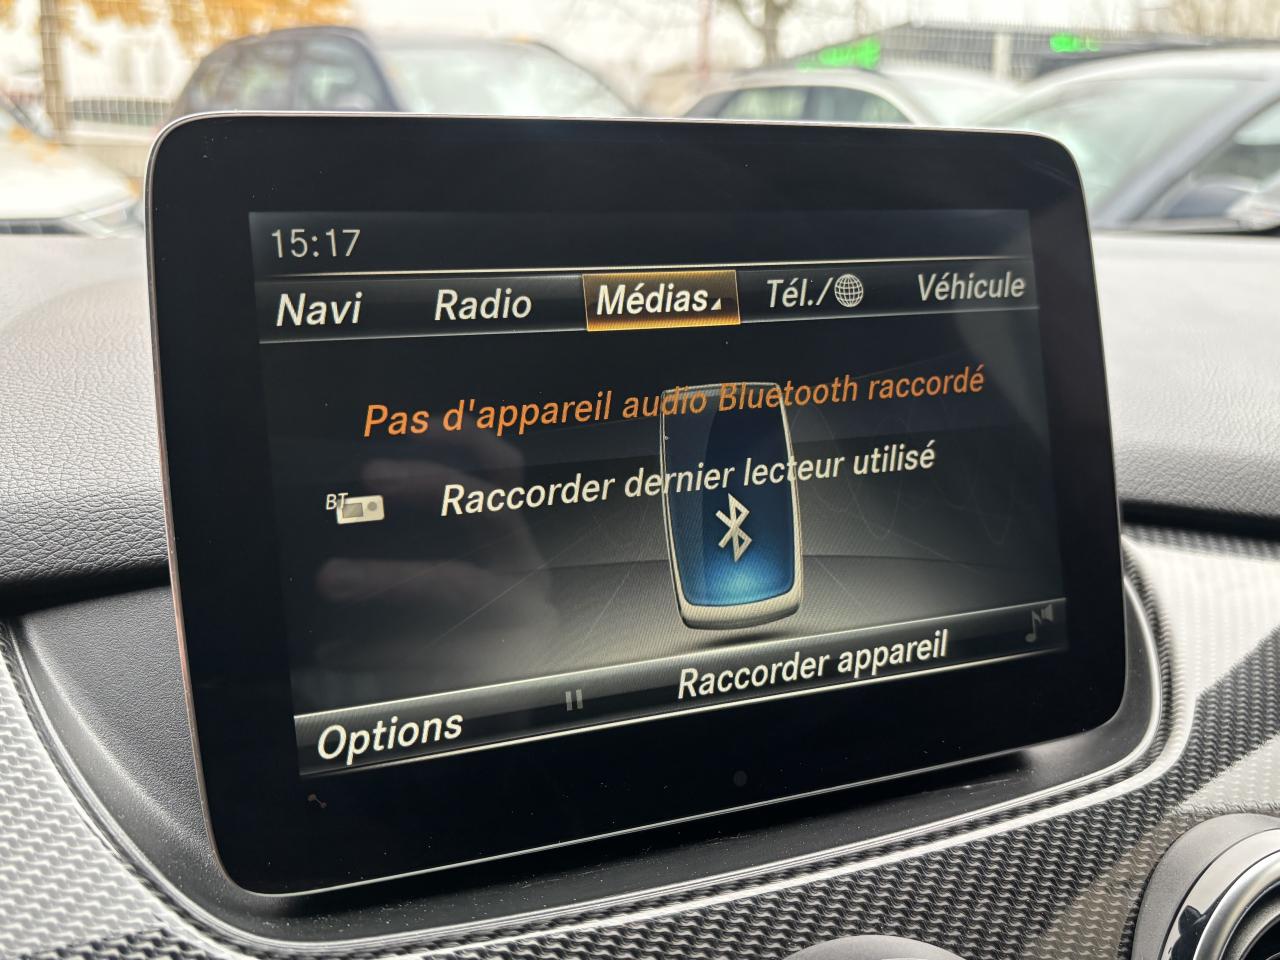 15:17
Navi Radio Médias Tél./ Véhicule
Pas d'appareil audio Bluetooth raccordé
BT Raccorder dernier lecteur utilisé
Options Raccorder appareil